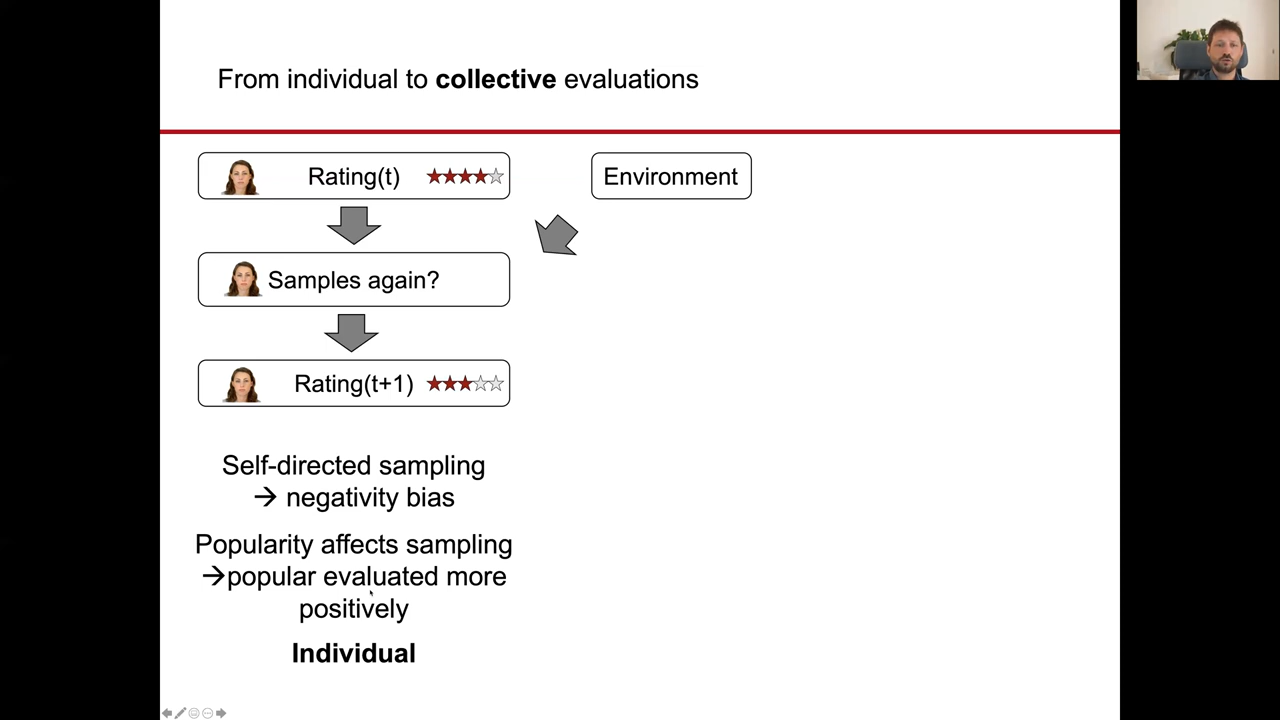 From individual to collective evaluations
Rating(t)
Environment
Samples again?
Rating(t+1)
Self-directed sampling
→ negativity bias
Popularity affects sampling
→popular evaluated more
positively
Individual